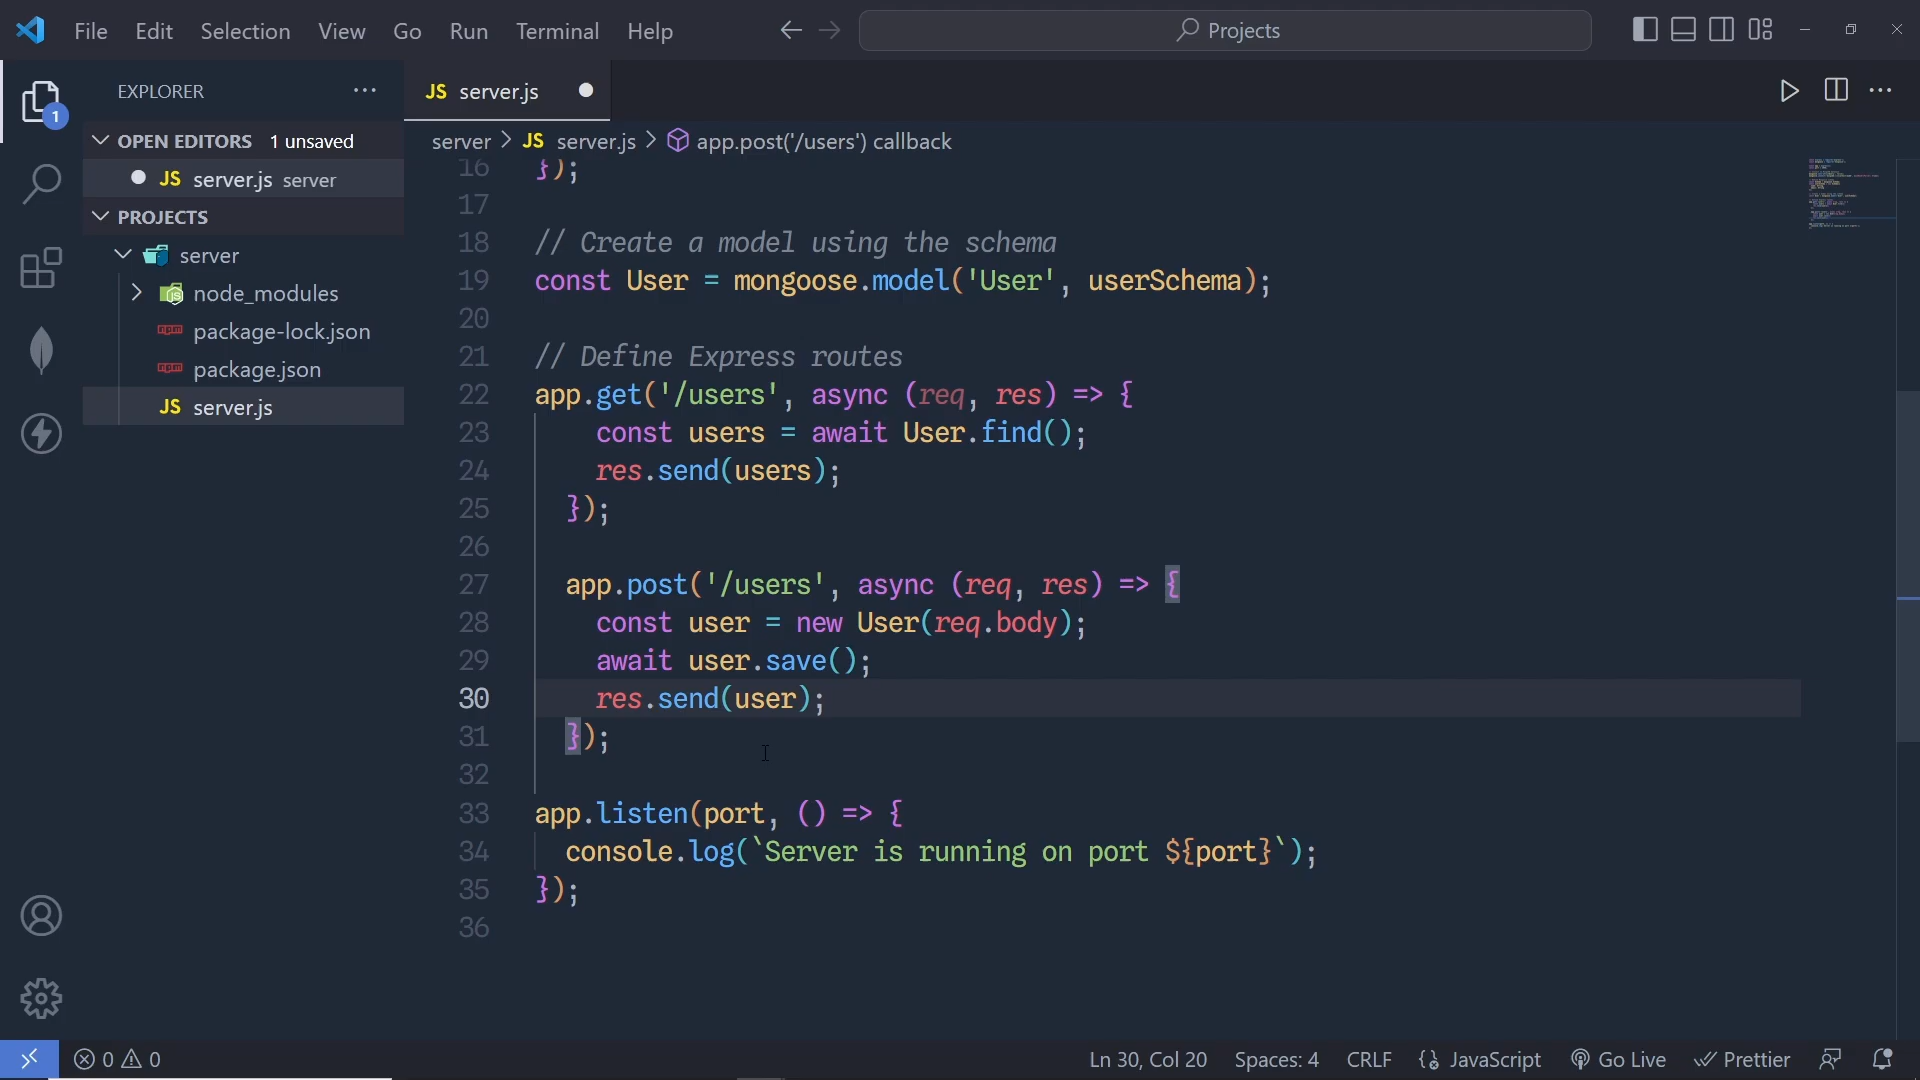 File Edit Selection View Go Run Terminal Help
Projects
EXPLORER
1
OPEN EDITORS 1 unsaved
JS server.js server
PROJECTS
server
node_modules
package-lock.json
package.json
JS server.js
JS server.js
server > JS server.js > app.post('/users') callback
16 });
17
18 // Create a model using the schema
19 const User = mongoose.model('User', userSchema);
20
21 // Define Express routes
22 app.get('/users', async (req, res) => {
23 const users = await User.find();
24 res.send(users);
25 });
26
27 app.post('/users', async (req, res) => {
28 const user = new User(req.body);
29 await user.save();
30 res.send(user);
31 });
32
33 app.listen(port, () => {
34 console.log(`Server is running on port ${port}`);
35 });
36
0 0
Ln 30, Col 20 Spaces: 4 CRLF {} JavaScript Go Live Prettier